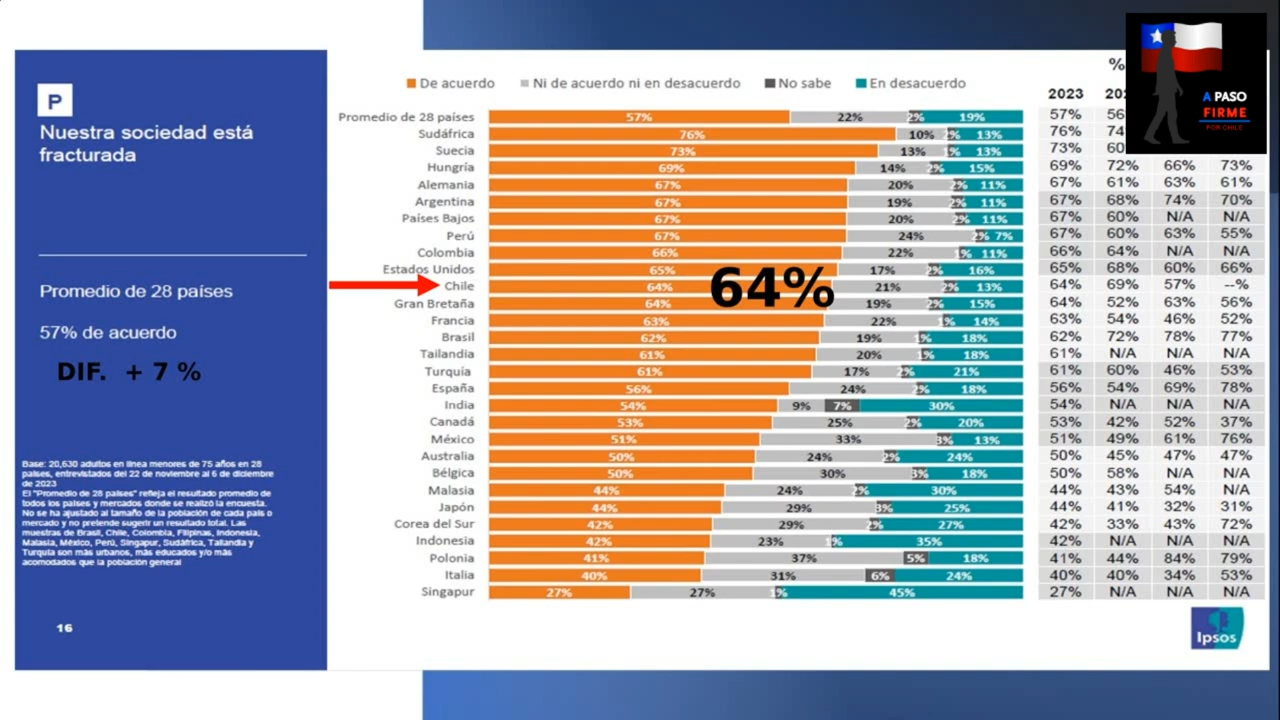 P
Nuestra sociedad está
fracturada
Promedio de 28 países
57% de acuerdo
DIF. + 7 %
Base: 20,630 adultos en línea menores de 75 años en 28
países, entrevistados del 22 de noviembre al 6 de diciembre
de 2023
El "Promedio de 28 países" refleja el resultado promedio de
todos los países y mercados donde se realizó la encuesta.
No se ha ajustado al tamaño de la población de cada país o
mercado y no pretende sugerir un resultado total. Las
muestras de Brasil, Chile, Colombia, Filipinas, Indonesia,
Malasia, México, Perú, Singapur, Sudáfrica, Tailandia y
Turquía son más urbanos, más educados y/o más
acomodados que la población general
16
De acuerdo Ni de acuerdo ni en desacuerdo No sabe En desacuerdo
%
2023
Promedio de 28 países 57% 22% 2% 19% 57% 56
Sudáfrica 76% 10% 2% 13% 76% 74
Suecia 73% 13% 1% 13% 73% 60
Hungría 69% 14% 2% 15% 69% 72% 66% 73%
Alemania 67% 20% 2% 11% 67% 61% 63% 61%
Argentina 67% 19% 2% 11% 67% 68% 74% 70%
Países Bajos 67% 20% 2% 11% 67% 60% N/A N/A
Perú 67% 24% 2% 7% 67% 60% 63% 55%
Colombia 66% 22% 1% 11% 66% 64% N/A N/A
Estados Unidos 65% 17% 2% 16% 65% 68% 60% 66%
Chile 64% 64% 21% 2% 13% 64% 69% 57% --%
Gran Bretaña 64% 19% 2% 15% 64% 52% 63% 56%
Francia 63% 22% 1% 14% 63% 54% 46% 52%
Brasil 62% 19% 1% 18% 62% 72% 78% 77%
Tailandia 61% 20% 1% 18% 61% N/A N/A N/A
Turquía 61% 17% 2% 21% 61% 60% 46% 53%
España 56% 24% 2% 18% 56% 54% 69% 78%
India 54% 9% 7% 30% 54% N/A N/A N/A
Canadá 53% 25% 2% 20% 53% 42% 52% 37%
México 51% 33% 3% 13% 51% 49% 61% 76%
Australia 50% 24% 2% 24% 50% 45% 47% 47%
Bélgica 50% 30% 3% 18% 50% 58% N/A N/A
Malasia 44% 24% 2% 30% 44% 43% 54% N/A
Japón 44% 29% 3% 25% 44% 41% 32% 31%
Corea del Sur 42% 29% 2% 27% 42% 33% 43% 72%
Indonesia 42% 23% 1% 35% 42% N/A N/A N/A
Polonia 41% 37% 5% 18% 41% 44% 84% 79%
Italia 40% 31% 6% 24% 40% 40% 34% 53%
Singapur 27% 27% 1% 45% 27% N/A N/A N/A
A PASO
FIRME
POR CHILE
Ipsos